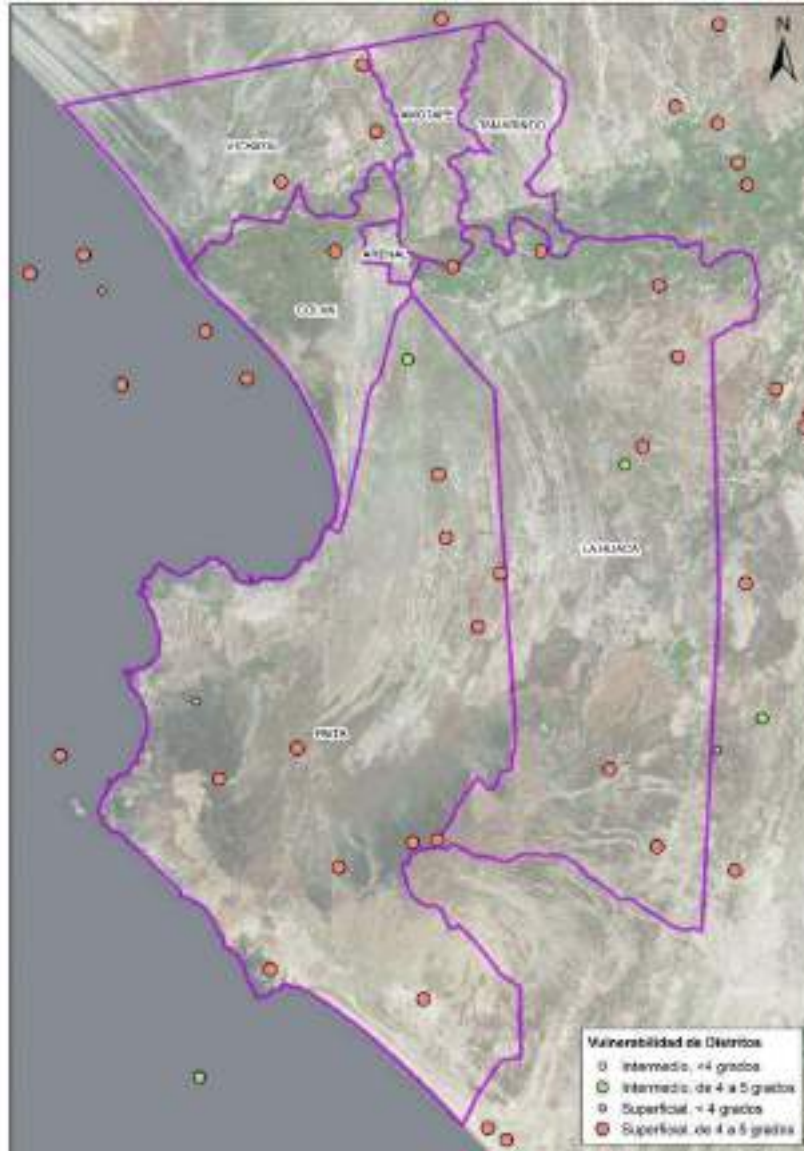 N
AMOTAPE
TAMARINDO
VICHAYAL
ARENAL
COLAN
LA HUACA
PAITA
Vulnerabilidad de Distritos
Intermedio, <4 grados
Intermedio, de 4 a 5 grados
Superficial, < 4 grados
Superficial, de 4 a 5 grados